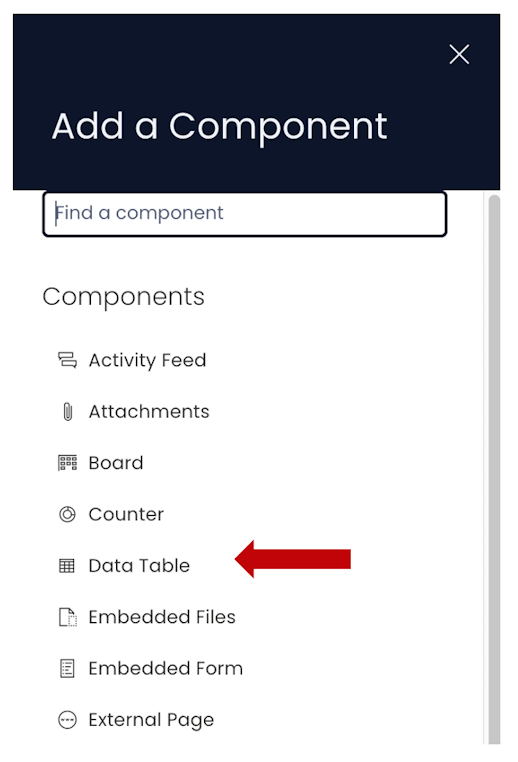 Add a Component
Find a component
Components
Activity Feed
Attachments
Board
Counter
Data Table
Embedded Files
Embedded Form
External Page